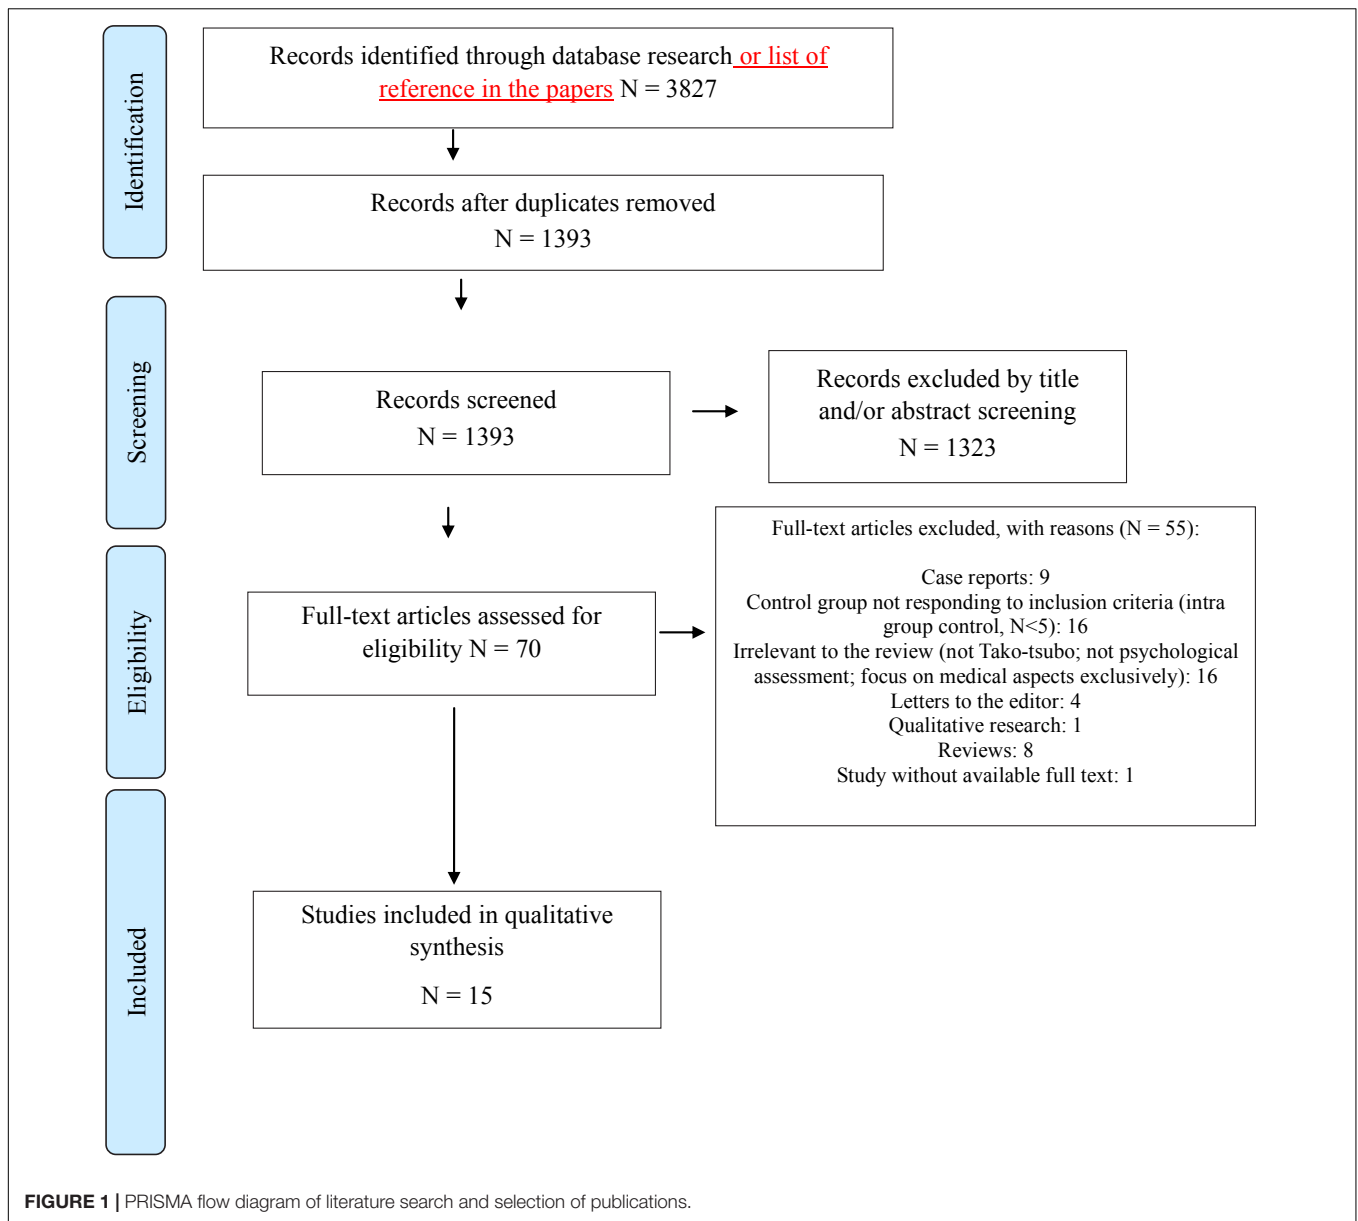 Identification
Records identified through database research or list of
reference in the papers N = 3827
Records after duplicates removed
N = 1393
Screening
Records screened
N = 1393
Records excluded by title
and/or abstract screening
N = 1323
Eligibility
Full-text articles assessed for
eligibility N = 70
Full-text articles excluded, with reasons (N = 55):
Case reports: 9
Control group not responding to inclusion criteria (intra
group control, N<5): 16
Irrelevant to the review (not Tako-tsubo; not psychological
assessment; focus on medical aspects exclusively): 16
Letters to the editor: 4
Qualitative research: 1
Reviews: 8
Study without available full text: 1
Included
Studies included in qualitative
synthesis
N = 15
FIGURE 1 | PRISMA flow diagram of literature search and selection of publications.